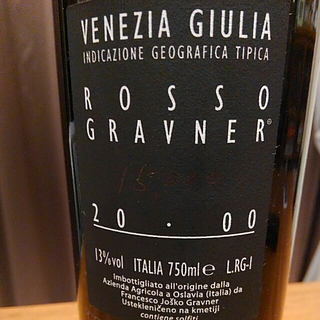 VENEZIA GIULIA
INDICAZIONE GEOGRAFICA TIPICA
ROSSO
GRAVNER®
20.00
13%vol ITALIA 750ml e L.RG-I
Imbottigliato all'origine dalla
Azienda Agricola a Oslavia (Italia) da
Francesco Joško Gravner
Ustekleničeno na kmetiji
contiene solfiti